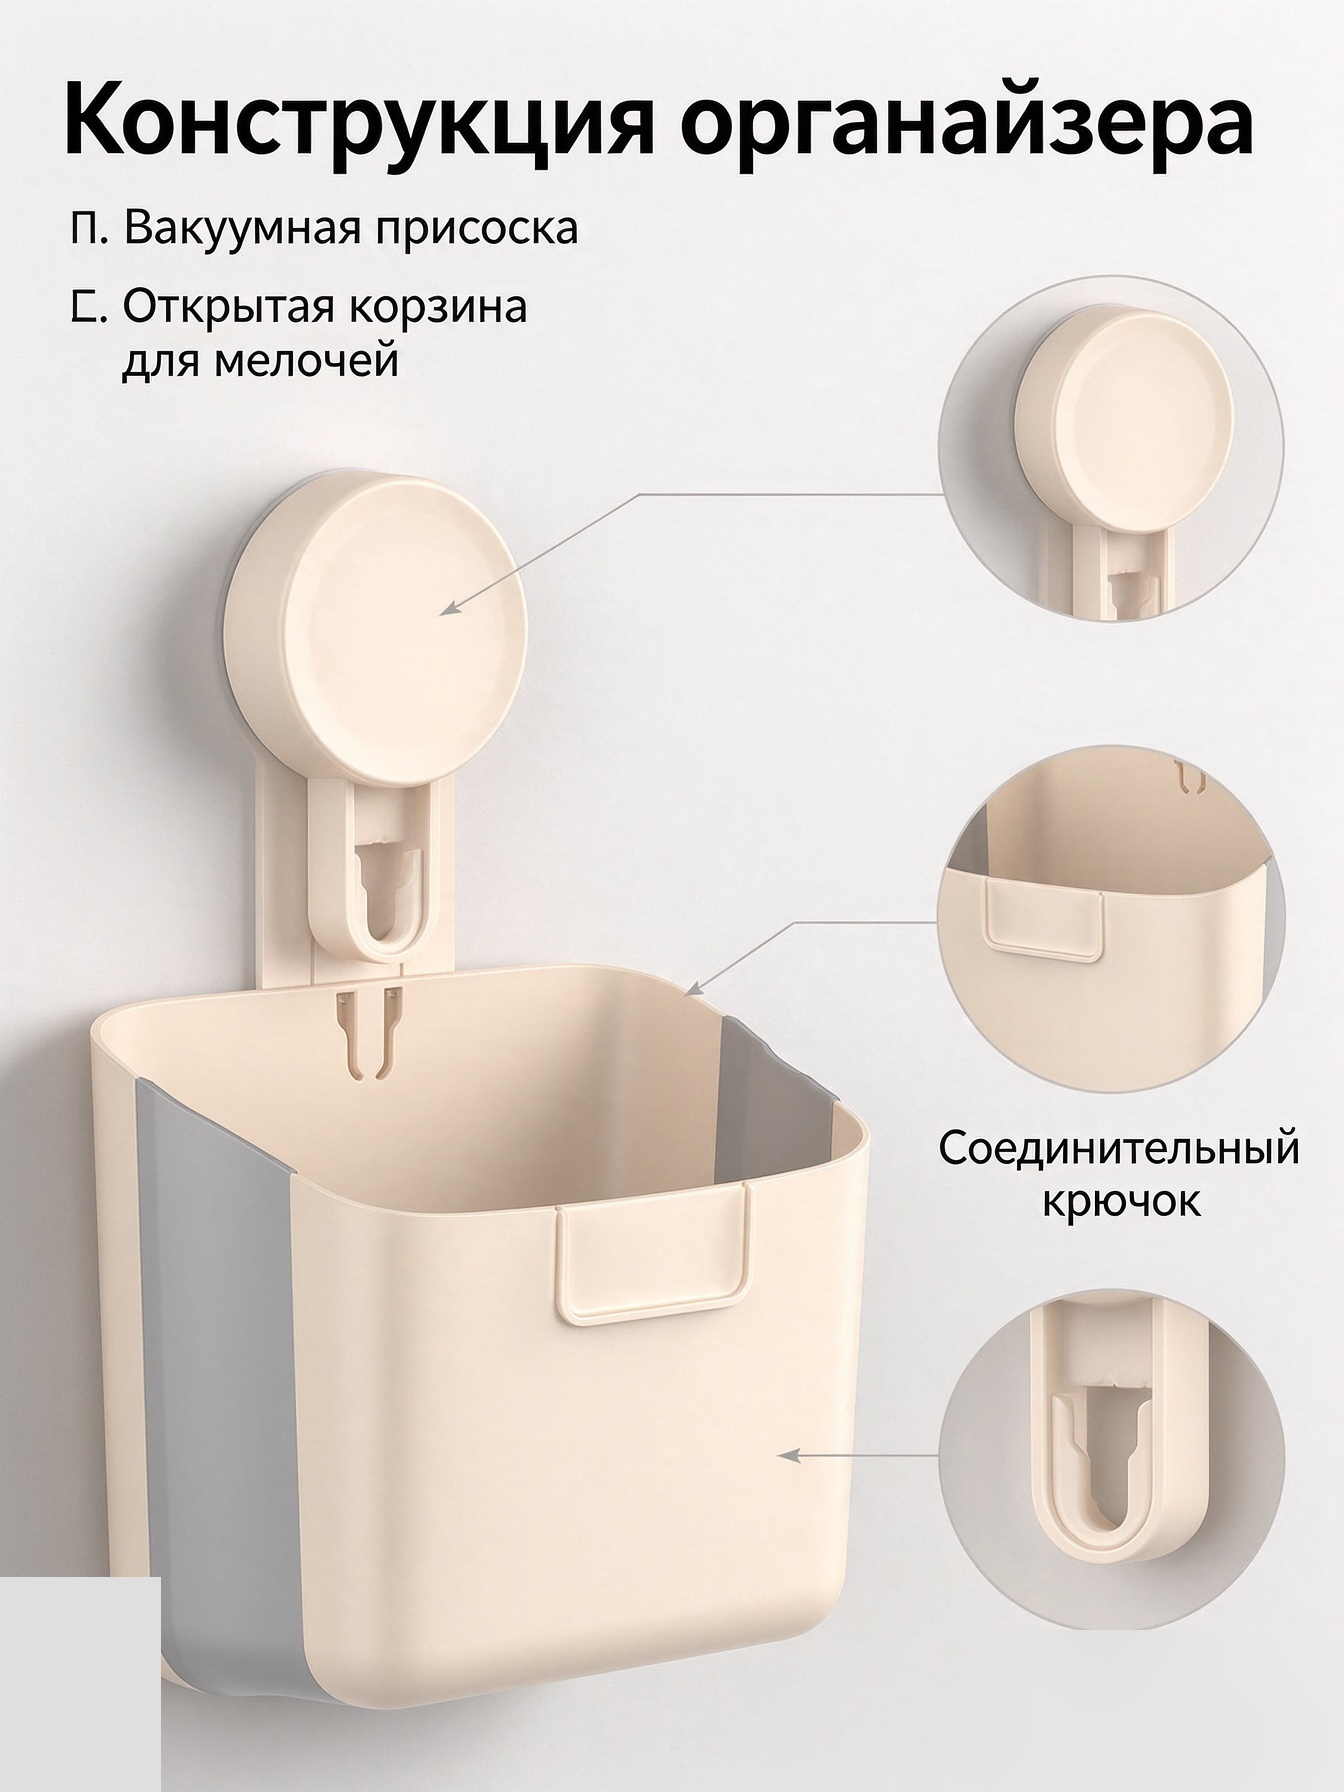 Конструкция органайзера
П. Вакуумная присоска
Е. Открытая корзина
для мелочей
Соединительный
крючок